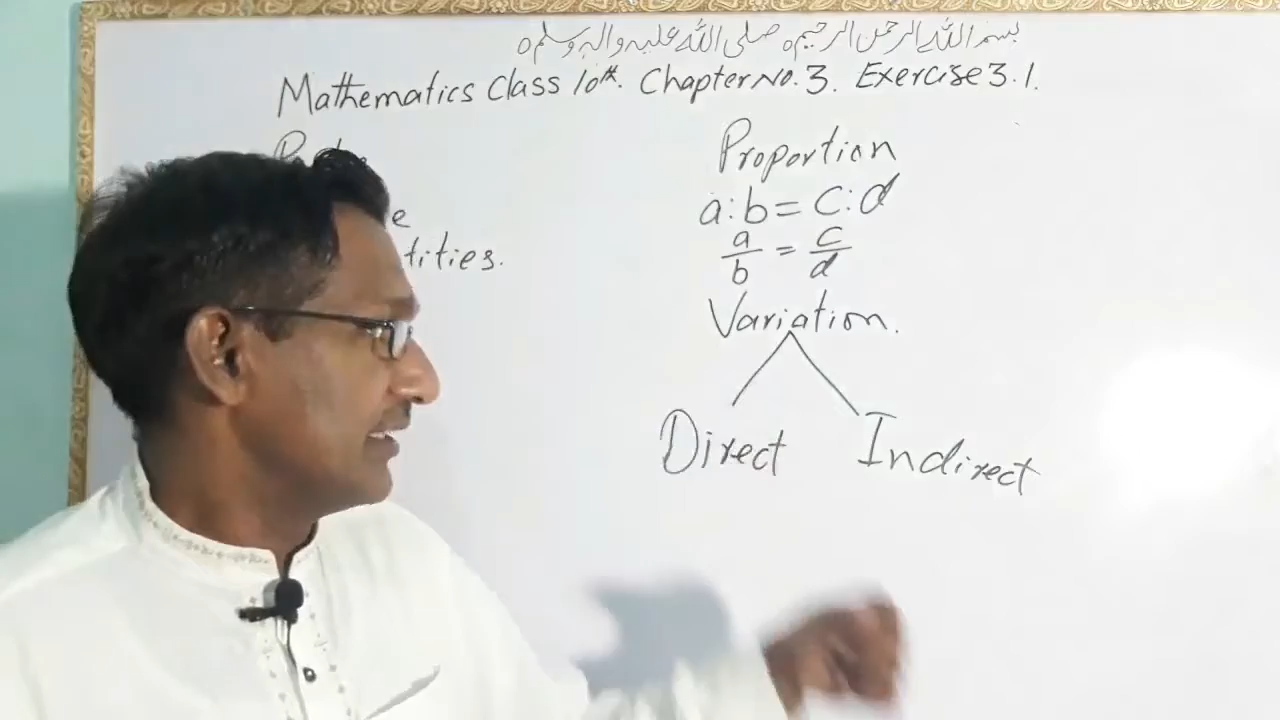 بسم اللہ الرحمن الرحیم o صلی اللہ علیہ والہ وسلم o
Mathematics Class 10th. Chapter No. 3. Exercise 3.1.
Proportion
a:b = c:d
a/b = c/d
tities.
Variation.
Direct Indirect